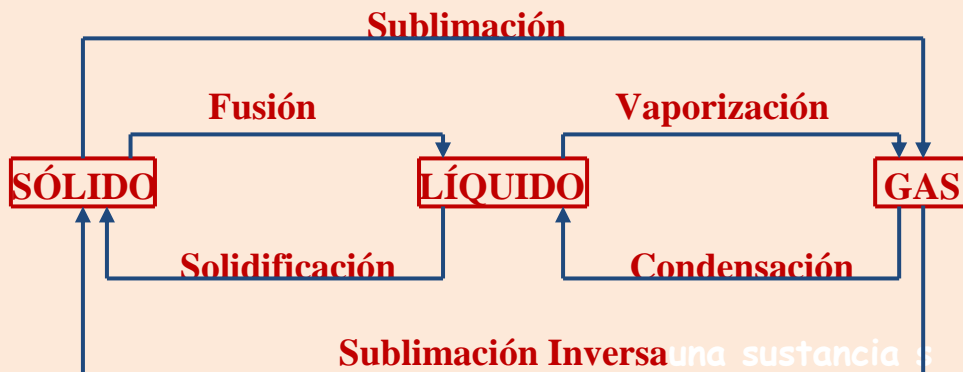 Sublimación
Fusión Vaporización
SÓLIDO LÍQUIDO GAS
Solidificación Condensación
Sublimación Inversa una sustancia s